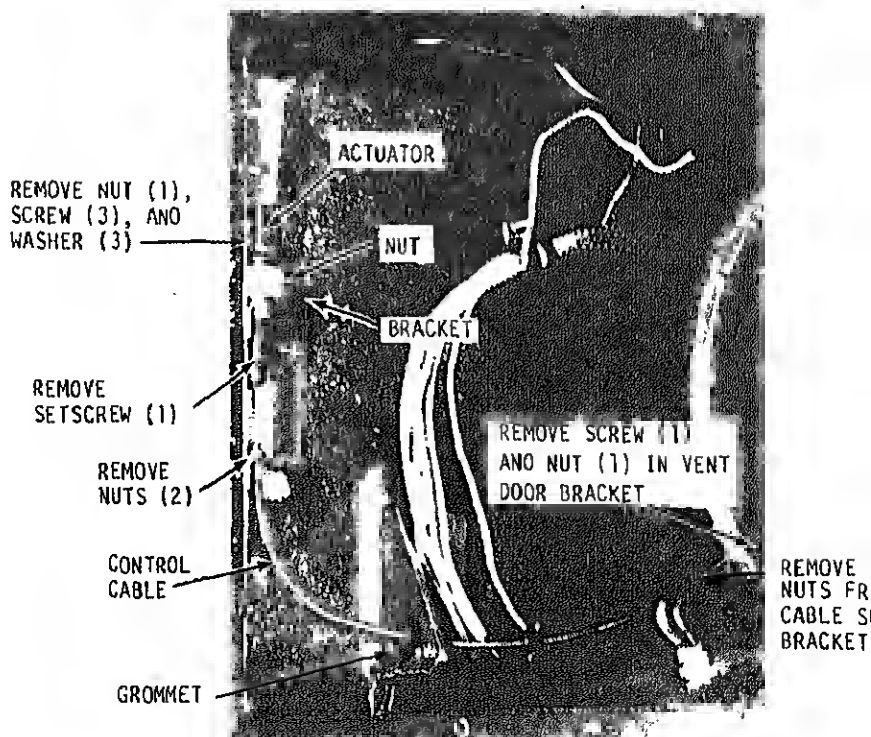 ACTUATOR
REMOVE NUT (1),
SCREW (3), AND
WASHER (3)
NUT
BRACKET
REMOVE
SETSCREW (1)
REMOVE SCREW (1)
AND NUT (1) IN VENT
DOOR BRACKET
REMOVE
NUTS (2)
CONTROL
CABLE
REMOVE
NUTS FR
CABLE S
BRACKET
GROMMET